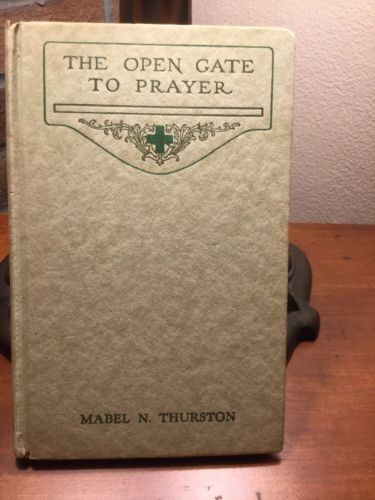 THE OPEN GATE
TO PRAYER
MABEL N. THURSTON